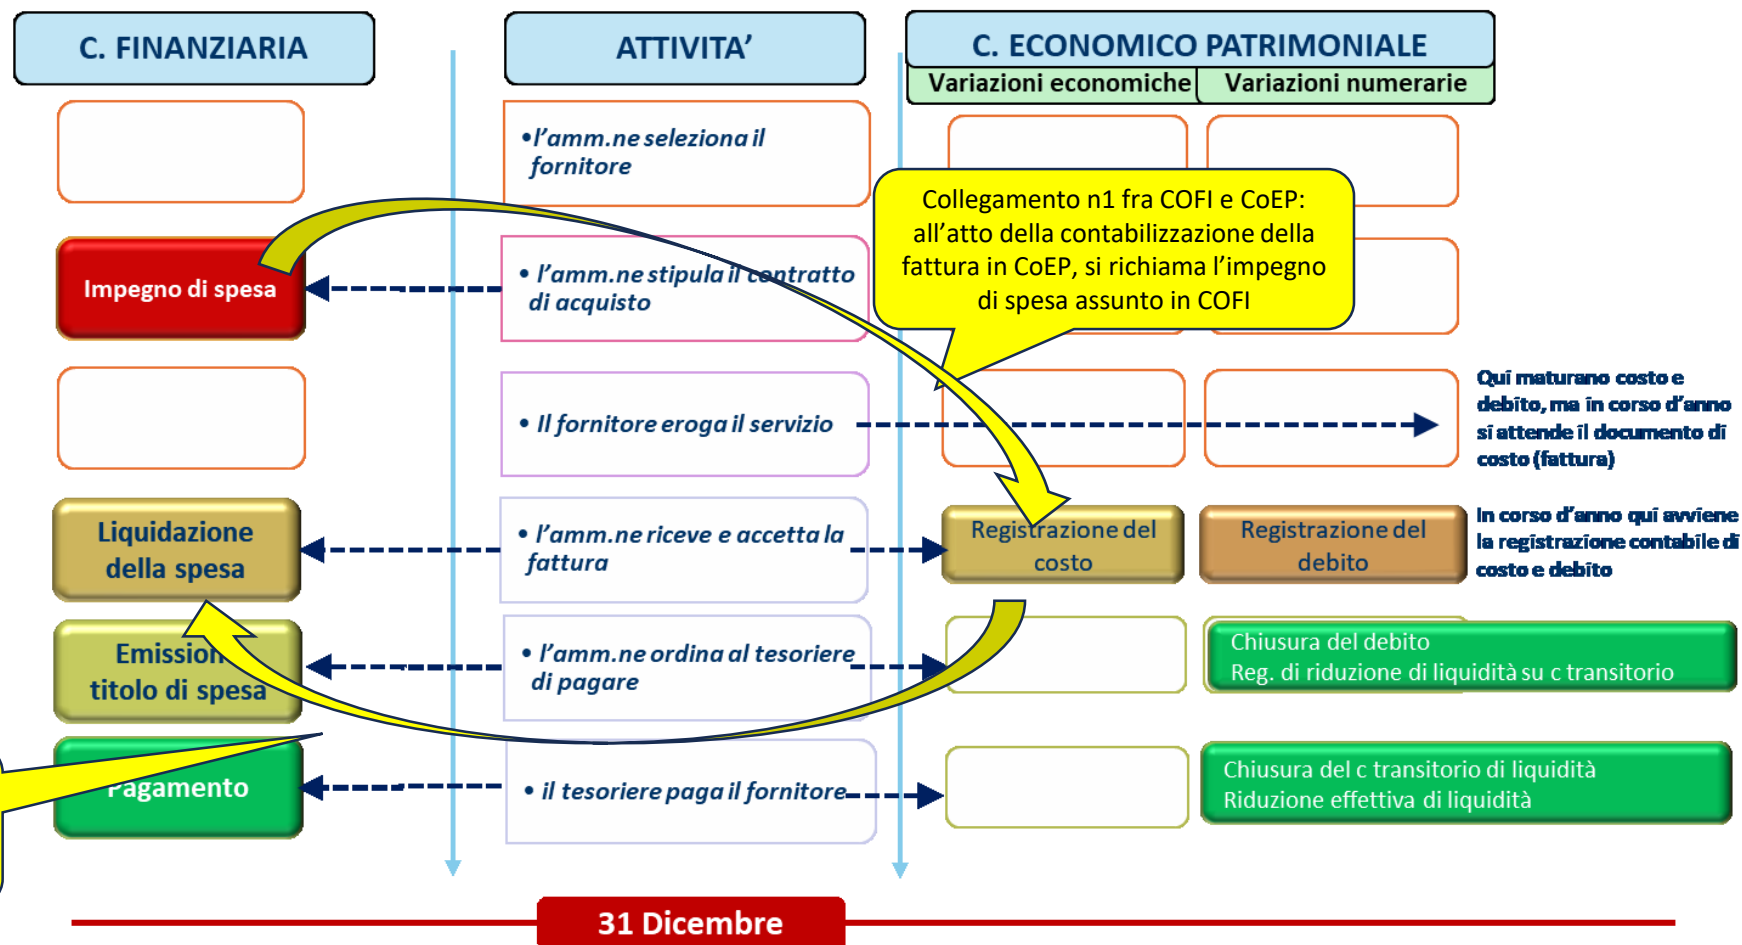 C. FINANZIARIA
ATTIVITA’
C. ECONOMICO PATRIMONIALE
Variazioni economiche
Variazioni numerarie
•l’amm.ne seleziona il
fornitore
Collegamento n1 fra COFI e CoEP:
all’atto della contabilizzazione della
fattura in CoEP, si richiama l’impegno
di spesa assunto in COFI
Impegno di spesa
• l’amm.ne stipula il contratto
di acquisto
• Il fornitore eroga il servizio
Qui maturano costo e
debito, ma in corso d’anno
si attende il documento di
costo (fattura)
Liquidazione
della spesa
• l’amm.ne riceve e accetta la
fattura
Registrazione del
costo
Registrazione del
debito
In corso d’anno qui avviene
la registrazione contabile di
costo e debito
Emission
titolo di spesa
• l’amm.ne ordina al tesoriere
di pagare
Chiusura del debito
Reg. di riduzione di liquidità su c transitorio
Pagamento
• il tesoriere paga il fornitore
Chiusura del c transitorio di liquidità
Riduzione effettiva di liquidità
31 Dicembre